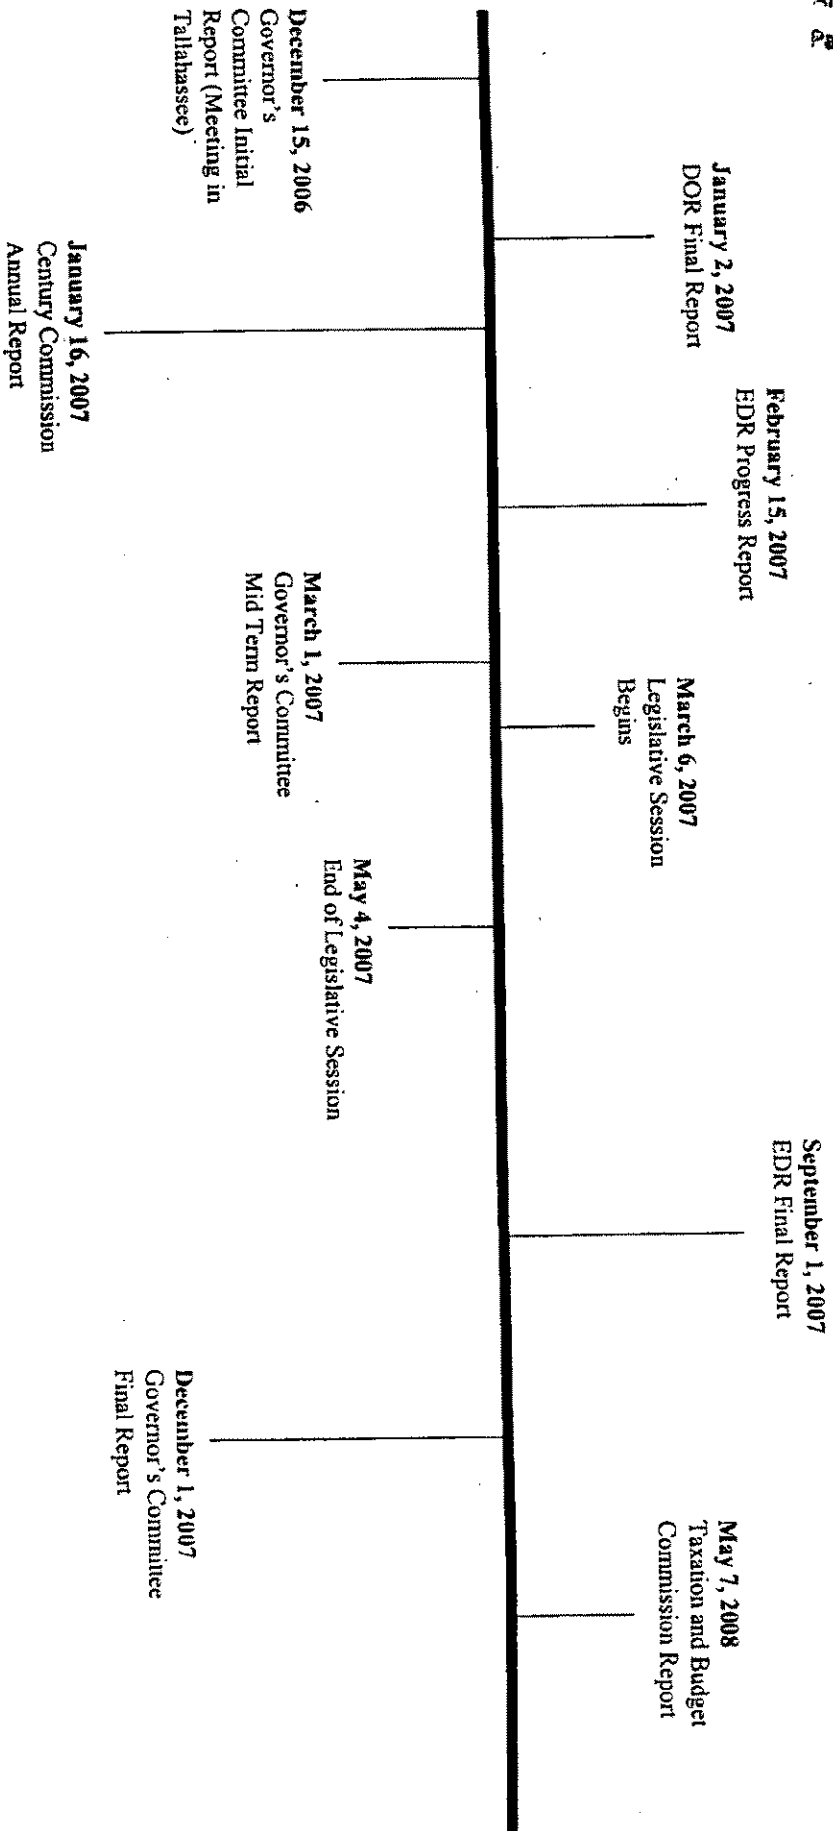 January 2, 2007
DOR Final Report
February 15, 2007
EDR Progress Report
March 6, 2007
Legislative Session
Begins
September 1, 2007
EDR Final Report
May 7, 2008
Taxation and Budget
Commission Report
December 15, 2006
Governor's
Committee Initial
Report (Meeting in
Tallahassee)
January 16, 2007
Century Commission
Annual Report
March 1, 2007
Governor's Committee
Mid Term Report
May 4, 2007
End of Legislative Session
December 1, 2007
Governor's Committee
Final Report